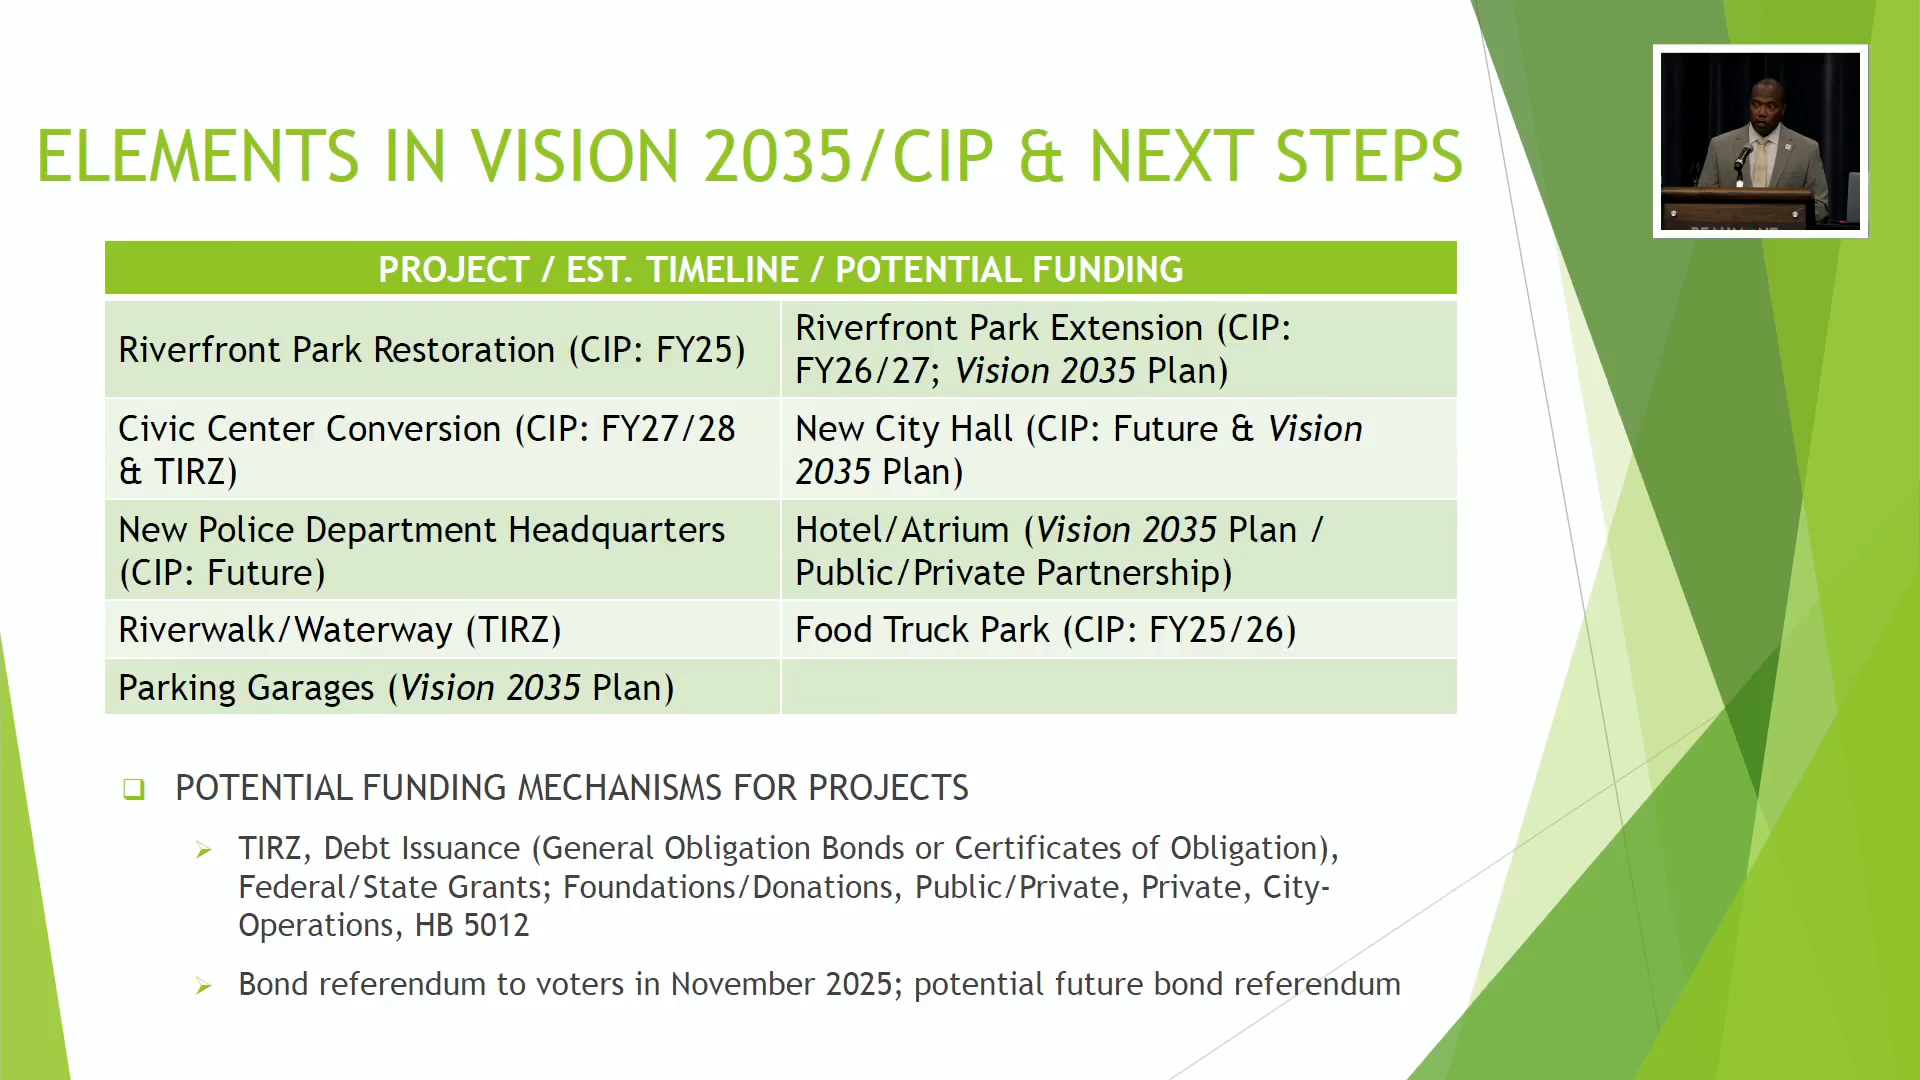 ELEMENTS IN VISION 2035/CIP & NEXT STEPS
PROJECT / EST. TIMELINE / POTENTIAL FUNDING
Riverfront Park Restoration (CIP: FY25)
Riverfront Park Extension (CIP:
FY26/27; Vision 2035 Plan)
Civic Center Conversion (CIP: FY27/28
& TIRZ)
New City Hall (CIP: Future & Vision
2035 Plan)
New Police Department Headquarters
(CIP: Future)
Hotel/Atrium (Vision 2035 Plan /
Public/Private Partnership)
Riverwalk/Waterway (TIRZ)
Food Truck Park (CIP: FY25/26)
Parking Garages (Vision 2035 Plan)
POTENTIAL FUNDING MECHANISMS FOR PROJECTS
TIRZ, Debt Issuance (General Obligation Bonds or Certificates of Obligation),
Federal/State Grants; Foundations/Donations, Public/Private, Private, City-
Operations, HB 5012
Bond referendum to voters in November 2025; potential future bond referendum